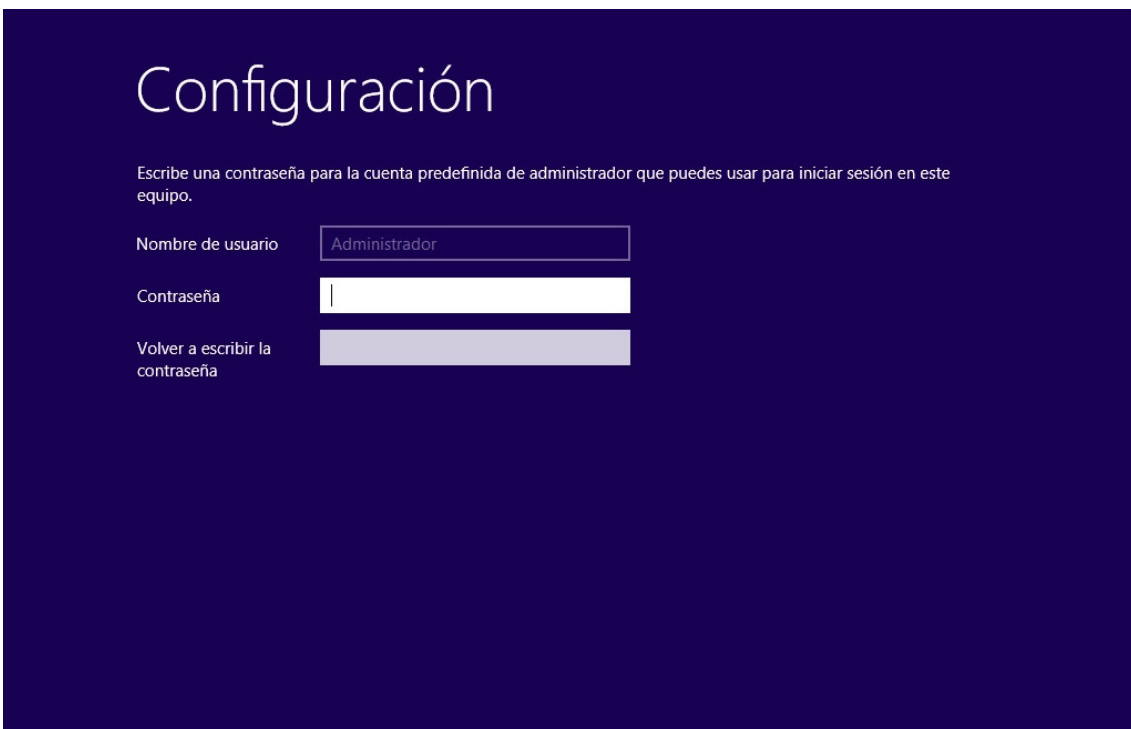 Configuración
Escribe una contraseña para la cuenta predefinida de administrador que puedes usar para iniciar sesión en este
equipo.
Nombre de usuario
Administrador
Contraseña
Volver a escribir la
contraseña